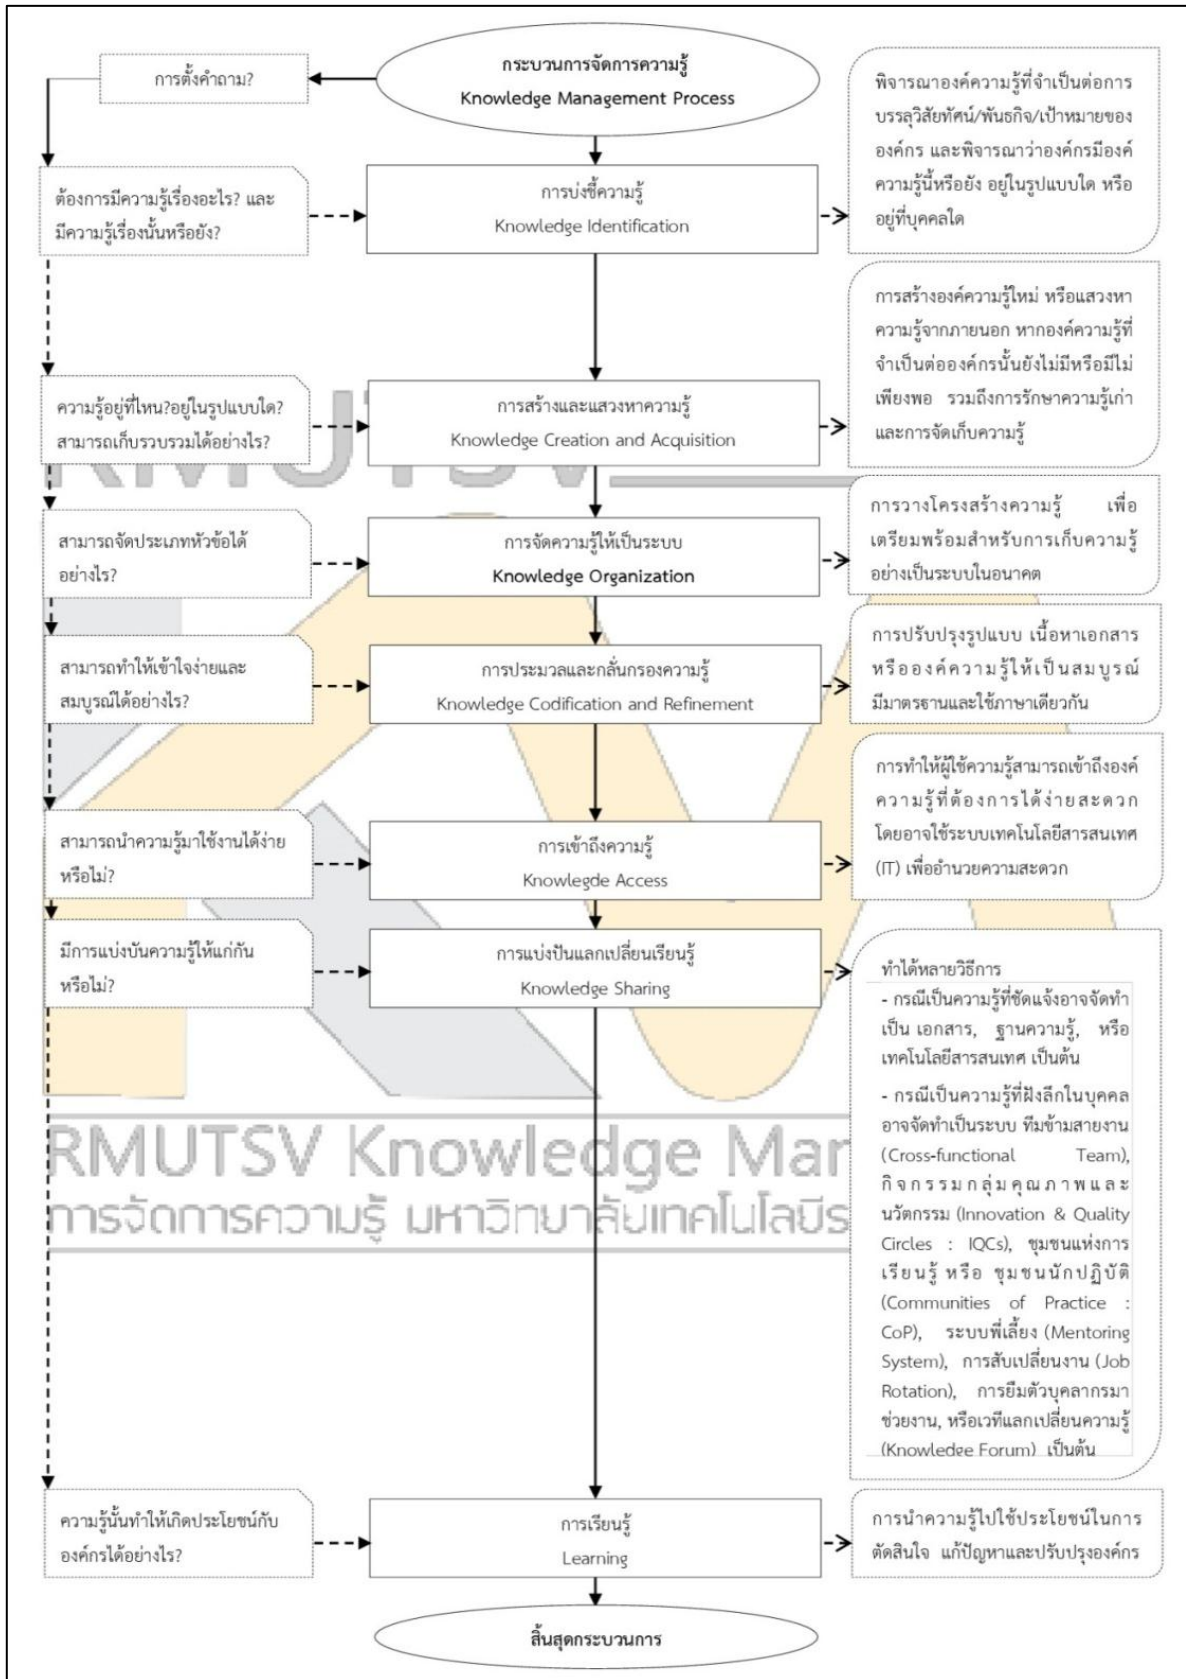 กระบวนการจัดการความรู้
Knowledge Management Process
การตั้งคำถาม?
ต้องการมีความรู้เรื่องอะไร? และ
มีความรู้เรื่องนั้นหรือยัง?
การบ่งชี้ความรู้
Knowledge Identification
พิจารณาองค์ความรู้ที่จำเป็นต่อการ
บรรลุวิสัยทัศน์/พันธกิจ/เป้าหมายของ
องค์กร และพิจารณาว่าองค์กรมีองค์
ความรู้นี้หรือยัง อยู่ในรูปแบบใด หรือ
อยู่ที่บุคคลใด
ความรู้อยู่ที่ไหน?อยู่ในรูปแบบใด?
สามารถเก็บรวบรวมได้อย่างไร?
การสร้างและแสวงหาความรู้
Knowledge Creation and Acquisition
การสร้างองค์ความรู้ใหม่ หรือแสวงหา
ความรู้จากภายนอก หากองค์ความรู้ที่
จำเป็นต่อองค์กรนั้นยังไม่มีหรือมีไม่
เพียงพอ รวมถึงการรักษาความรู้เก่า
และการจัดเก็บความรู้
RMUTSV
สามารถจัดประเภทหัวข้อได้
อย่างไร?
การจัดความรู้ให้เป็นระบบ
Knowledge Organization
การวางโครงสร้างความรู้ เพื่อ
เตรียมพร้อมสำหรับการเก็บความรู้
อย่างเป็นระบบในอนาคต
สามารถทำให้เข้าใจง่ายและ
สมบูรณ์ได้อย่างไร?
การประมวลและกลั่นกรองความรู้
Knowledge Codification and Refinement
การปรับปรุงรูปแบบ เนื้อหาเอกสาร
หรือองค์ความรู้ให้เป็นสมบูรณ์
มีมาตรฐานและใช้ภาษาเดียวกัน
สามารถนำความรู้มาใช้งานได้ง่าย
หรือไม่?
การเข้าถึงความรู้
Knowlegde Access
การทำให้ผู้ใช้ความรู้สามารถเข้าถึงองค์
ความรู้ที่ต้องการได้ง่ายสะดวก
โดยอาจใช้ระบบเทคโนโลยีสารสนเทศ
(IT) เพื่ออำนวยความสะดวก
มีการแบ่งบันความรู้ให้แก่กัน
หรือไม่?
การแบ่งปันแลกเปลี่ยนเรียนรู้
Knowledge Sharing
ทำได้หลายวิธีการ
- กรณีเป็นความรู้ที่ชัดแจ้งอาจจัดทำ
เป็น เอกสาร, ฐานความรู้, หรือ
เทคโนโลยีสารสนเทศ เป็นต้น
- กรณีเป็นความรู้ที่ฝังลึกในบุคคล
อาจจัดทำเป็นระบบ ทีมข้ามสายงาน
(Cross-functional Team),
กิจกรรมกลุ่มคุณภาพและ
นวัตกรรม (Innovation & Quality
Circles : IQCs), ชุมชนแห่งการ
เรียนรู้ หรือ ชุมชนนักปฏิบัติ
(Communities of Practice :
CoP), ระบบพี่เลี้ยง (Mentoring
System), การสับเปลี่ยนงาน (Job
Rotation), การยืมตัวบุคลากรมา
ช่วยงาน, หรือเวทีแลกเปลี่ยนความรู้
(Knowledge Forum) เป็นต้น
RMUTSV Knowledge Mar
การจัดการความรู้ มหาวิทยาลัยเทคโนโลยีร
ความรู้นั้นทำให้เกิดประโยชน์กับ
องค์กรได้อย่างไร?
การเรียนรู้
Learning
การนำความรู้ไปใช้ประโยชน์ในการ
ตัดสินใจ แก้ปัญหาและปรับปรุงองค์กร
สิ้นสุดกระบวนการ